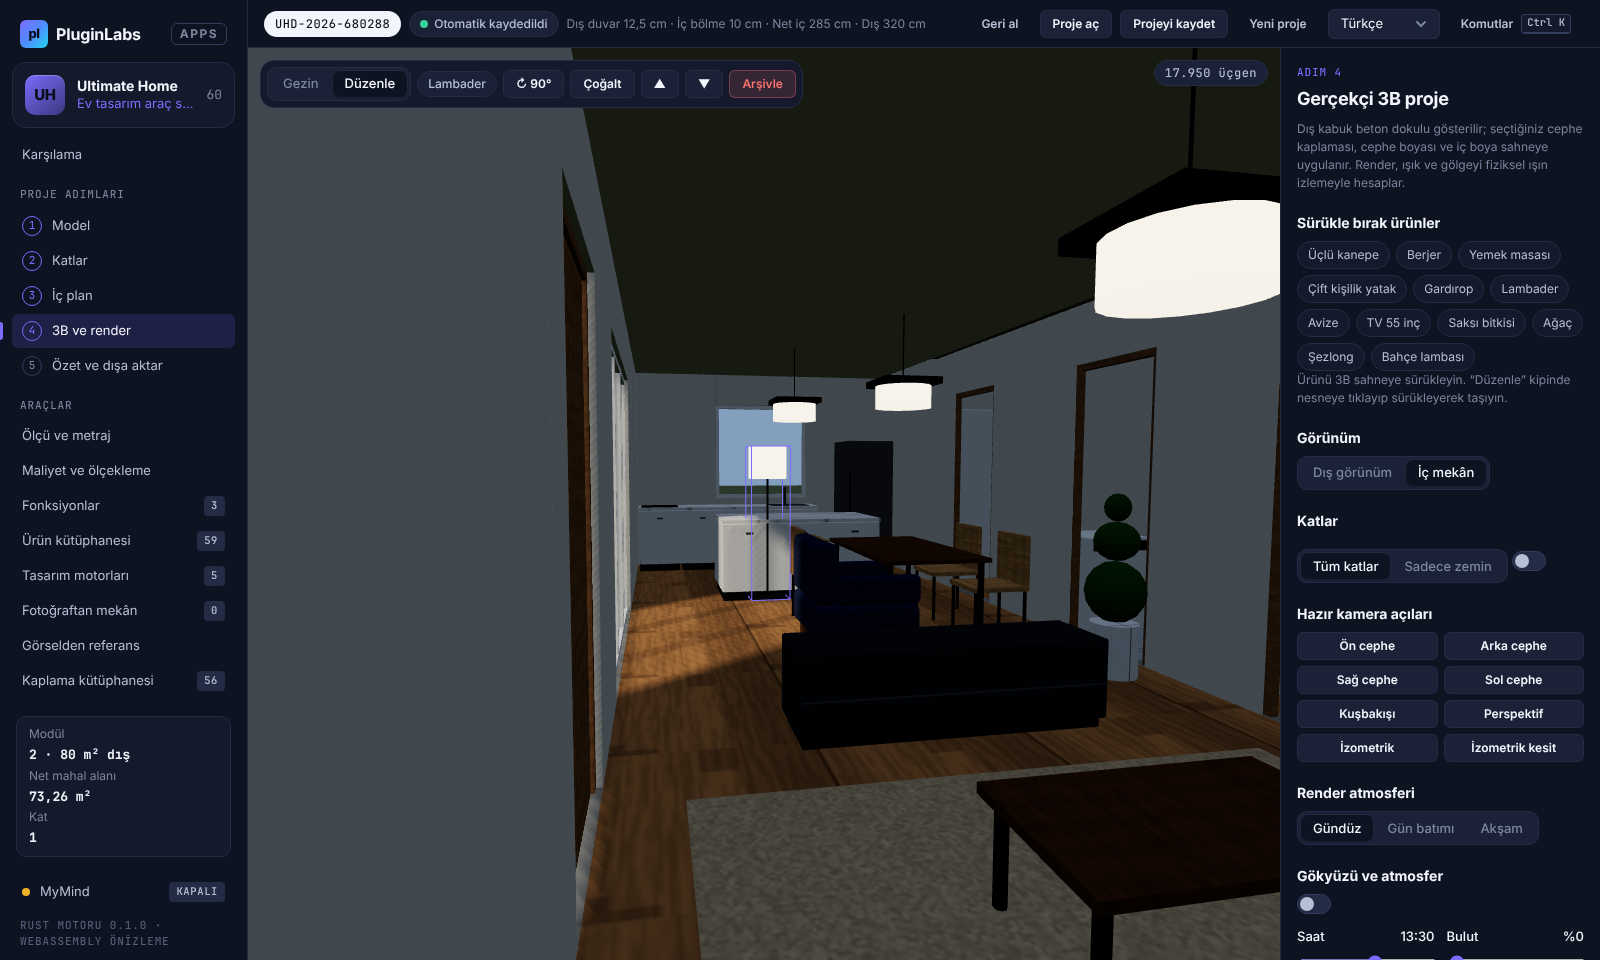 pl PluginLabs APPS
UH Ultimate Home
Ev tasarım araç s... 60
Karşılama
PROJE ADIMLARI
1 Model
2 Katlar
3 İç plan
4 3B ve render
5 Özet ve dışa aktar
ARAÇLAR
Ölçü ve metraj
Maliyet ve ölçekleme
Fonksiyonlar 3
Ürün kütüphanesi 59
Tasarım motorları 5
Fotoğraftan mekân 0
Görselden referans
Kaplama kütüphanesi 56
Modül
2 · 80 m² dış
Net mahal alanı
73,26 m²
Kat
1
MyMind KAPALI
RUST MOTORU 0.1.0 ·
WEBASSEMBLY ÖNİZLEME
UHD-2026-680288 Otomatik kaydedildi Dış duvar 12,5 cm · İç bölme 10 cm · Net iç 285 cm · Dış 320 cm Geri al Proje aç Projeyi kaydet Yeni proje Türkçe Komutlar Ctrl K
Gezin Düzenle Lambader ↻ 90° Çoğalt ▲ ▼ Arşivle
17.950 üçgen
ADIM 4
Gerçekçi 3B proje
Dış kabuk beton dokulu gösterilir; seçtiğiniz cephe
kaplaması, cephe boyası ve iç boya sahneye
uygulanır. Render, ışık ve gölgeyi fiziksel ışın
izlemeyle hesaplar.
Sürükle bırak ürünler
Üçlü kanepe Berjer Yemek masası
Çift kişilik yatak Gardırop Lambader
Avize TV 55 inç Saksı bitkisi Ağaç
Şezlong Bahçe lambası
Ürünü 3B sahneye sürükleyin. “Düzenle” kipinde
nesneye tıklayıp sürükleyerek taşıyın.
Görünüm
Dış görünüm İç mekân
Katlar
Tüm katlar Sadece zemin
Hazır kamera açıları
Ön cephe Arka cephe
Sağ cephe Sol cephe
Kuşbakışı Perspektif
İzometrik İzometrik kesit
Render atmosferi
Gündüz Gün batımı Akşam
Gökyüzü ve atmosfer
Saat 13:30 Bulut %0